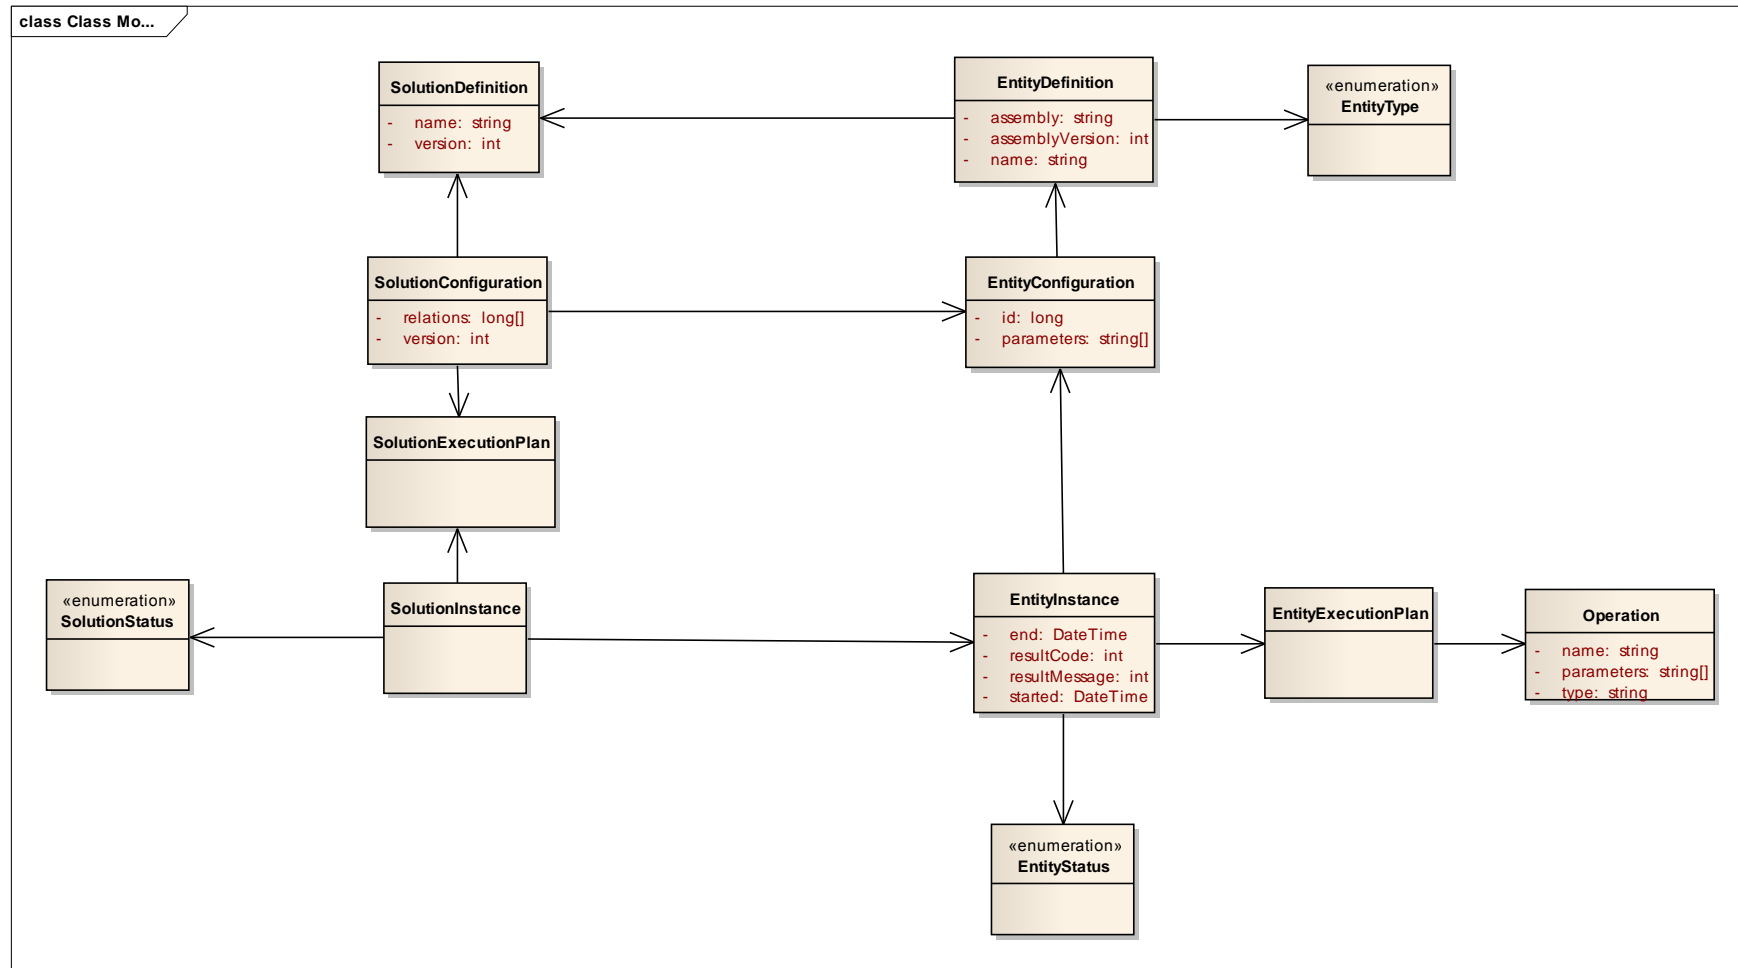 class Class Mo...
SolutionDefinition
- name: string
- version: int
EntityDefinition
- assembly: string
- assemblyVersion: int
- name: string
«enumeration»
EntityType
SolutionConfiguration
- relations: long[]
- version: int
EntityConfiguration
- id: long
- parameters: string[]
SolutionExecutionPlan
«enumeration»
SolutionStatus
SolutionInstance
EntityInstance
- end: DateTime
- resultCode: int
- resultMessage: int
- started: DateTime
EntityExecutionPlan
Operation
- name: string
- parameters: string[]
- type: string
«enumeration»
EntityStatus